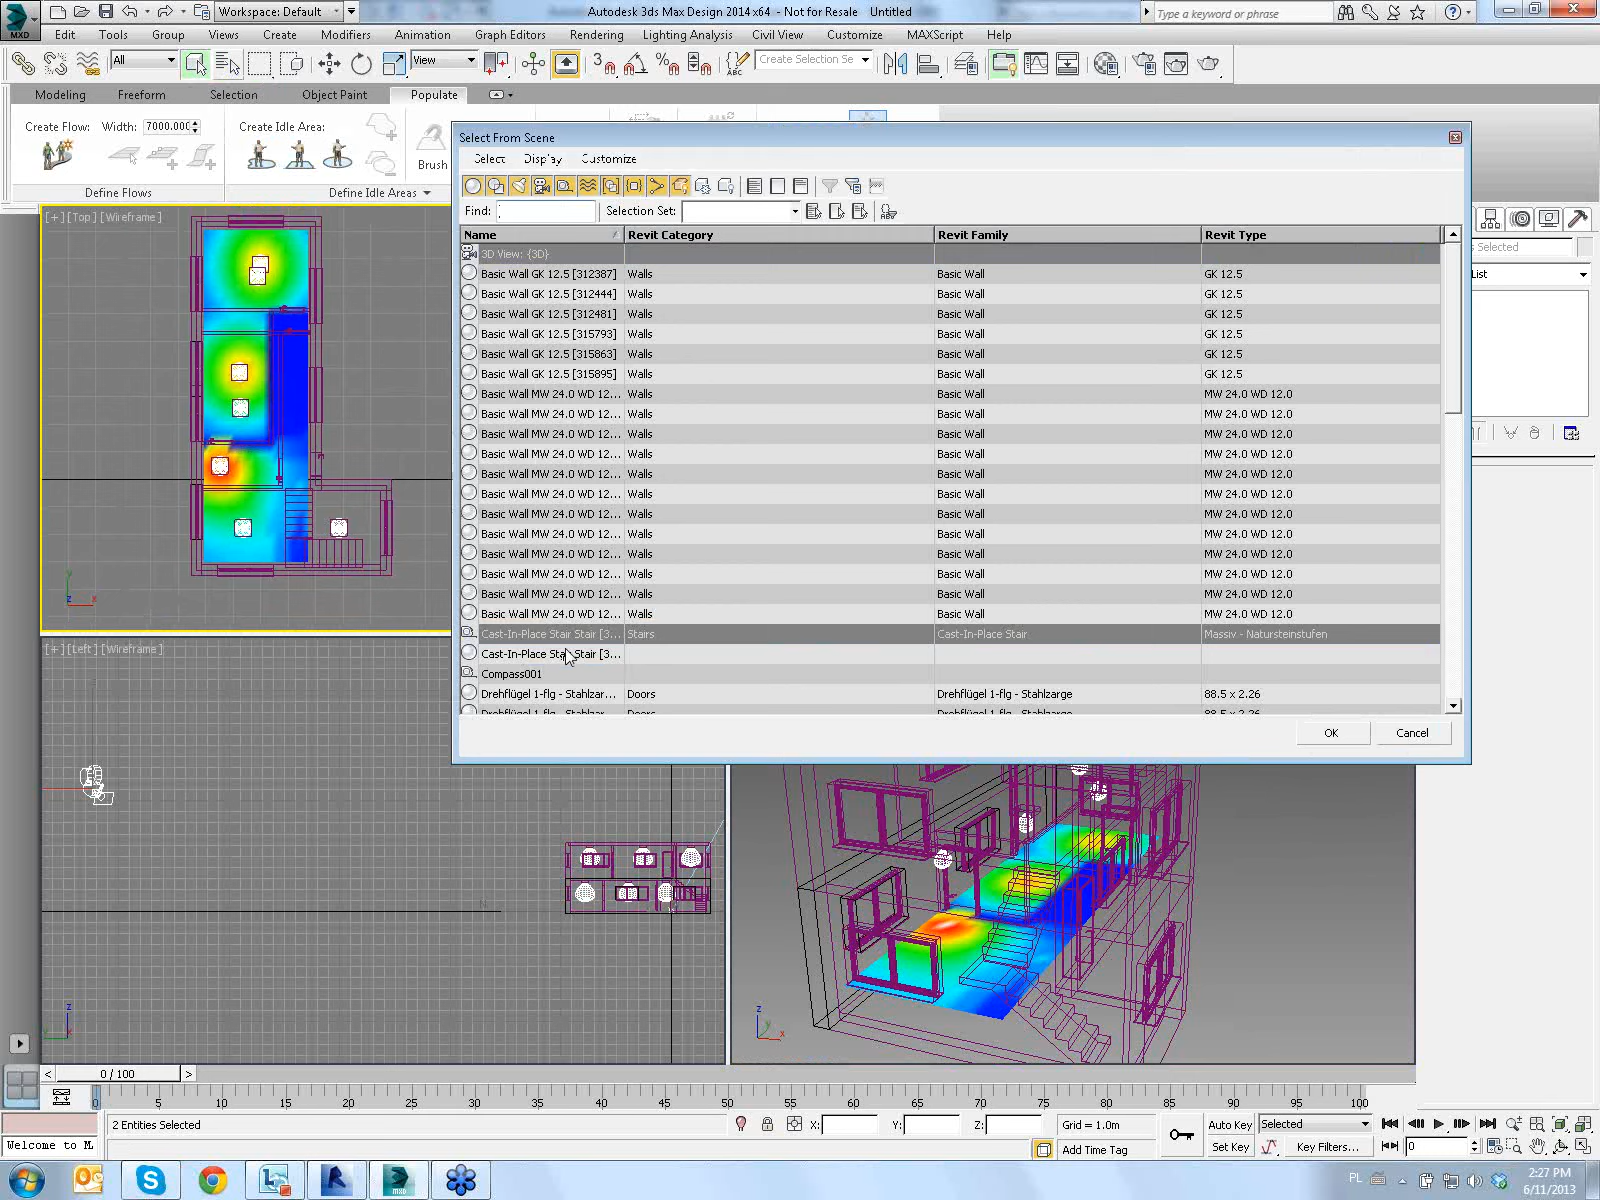 MXD
Workspace: Default
Autodesk 3ds Max Design 2014 x64 - Not for Resale Untitled
Type a keyword or phrase
Edit Tools Group Views Create Modifiers Animation Graph Editors Rendering Lighting Analysis Civil View Customize MAXScript Help
All
View
Create Selection Se
Modeling Freeform Selection Object Paint Populate
Create Flow: Width: 7000.000
Create Idle Area:
Brush
Define Flows
Define Idle Areas
Select From Scene
Select Display Customize
Find:
Selection Set:
Name Revit Category Revit Family Revit Type
3D View: {3D}
Basic Wall GK 12.5 [312387] Walls Basic Wall GK 12.5
Basic Wall GK 12.5 [312444] Walls Basic Wall GK 12.5
Basic Wall GK 12.5 [312481] Walls Basic Wall GK 12.5
Basic Wall GK 12.5 [315793] Walls Basic Wall GK 12.5
Basic Wall GK 12.5 [315863] Walls Basic Wall GK 12.5
Basic Wall GK 12.5 [315895] Walls Basic Wall GK 12.5
Basic Wall MW 24.0 WD 12... Walls Basic Wall MW 24.0 WD 12.0
Basic Wall MW 24.0 WD 12... Walls Basic Wall MW 24.0 WD 12.0
Basic Wall MW 24.0 WD 12... Walls Basic Wall MW 24.0 WD 12.0
Basic Wall MW 24.0 WD 12... Walls Basic Wall MW 24.0 WD 12.0
Basic Wall MW 24.0 WD 12... Walls Basic Wall MW 24.0 WD 12.0
Basic Wall MW 24.0 WD 12... Walls Basic Wall MW 24.0 WD 12.0
Basic Wall MW 24.0 WD 12... Walls Basic Wall MW 24.0 WD 12.0
Basic Wall MW 24.0 WD 12... Walls Basic Wall MW 24.0 WD 12.0
Basic Wall MW 24.0 WD 12... Walls Basic Wall MW 24.0 WD 12.0
Basic Wall MW 24.0 WD 12... Walls Basic Wall MW 24.0 WD 12.0
Basic Wall MW 24.0 WD 12... Walls Basic Wall MW 24.0 WD 12.0
Basic Wall MW 24.0 WD 12... Walls Basic Wall MW 24.0 WD 12.0
Cast-In-Place Stair Stair [3... Stairs Cast-In-Place Stair Massiv - Natursteinstufen
Cast-In-Place Stair Stair [3...
Compass001
Drehflügel 1-flg - Stahlzar... Doors Drehflügel 1-flg - Stahlzarge 88.5 x 2.26
Drehflügel 1-flg - Stahlzar... Doors Drehflügel 1-flg - Stahlzarge 88.5 x 2.26
OK Cancel
Selected
List
[+][Top][Wireframe]
y
z x
[+][Left][Wireframe]
z
z
y
x
< 0 / 100 >
0 5 10 15 20 25 30 35 40 45 50 55 60 65 70 75 80 85 90 95 100
2 Entities Selected
X: Y: Z: Grid = 1.0m
Auto Key Selected
Welcome to M
Add Time Tag
Set Key Key Filters...
0
PL
2:27 PM
6/11/2013